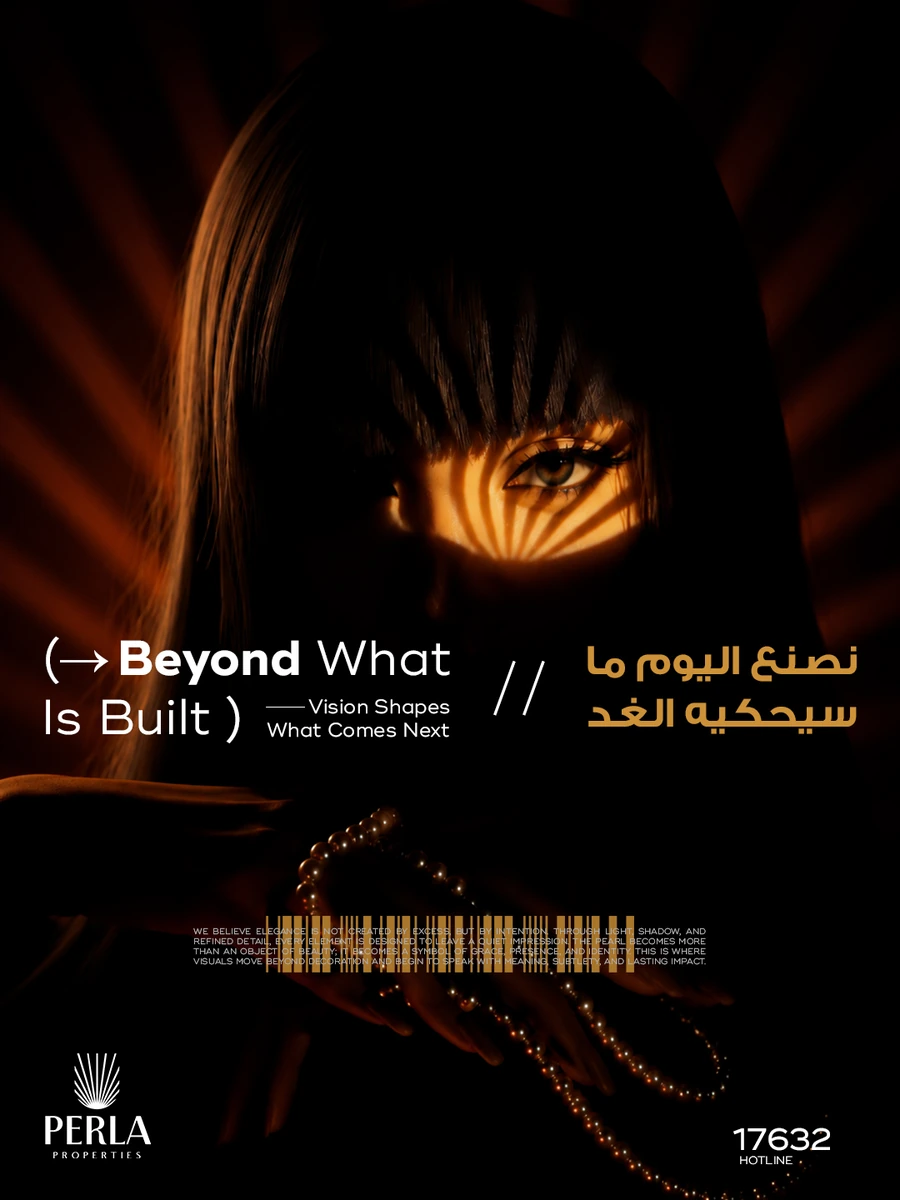 (→ Beyond What
Is Built )
—Vision Shapes
What Comes Next
//
نصنع اليوم ما
سيحكيه الغد
WE BELIEVE ELEGANCE IS NOT CREATED BY EXCESS, BUT BY INTENTION. THROUGH LIGHT, SHADOW, AND
REFINED DETAIL, EVERY ELEMENT IS DESIGNED TO LEAVE A QUIET IMPRESSION. THE PEARL BECOMES MORE
THAN AN OBJECT OF BEAUTY; IT BECOMES A SYMBOL OF GRACE, PRESENCE, AND IDENTITY. THIS IS WHERE
VISUALS MOVE BEYOND DECORATION AND BEGIN TO SPEAK WITH MEANING, SUBTLETY, AND LASTING IMPACT.
PERLA
PROPERTIES
17632
HOTLINE